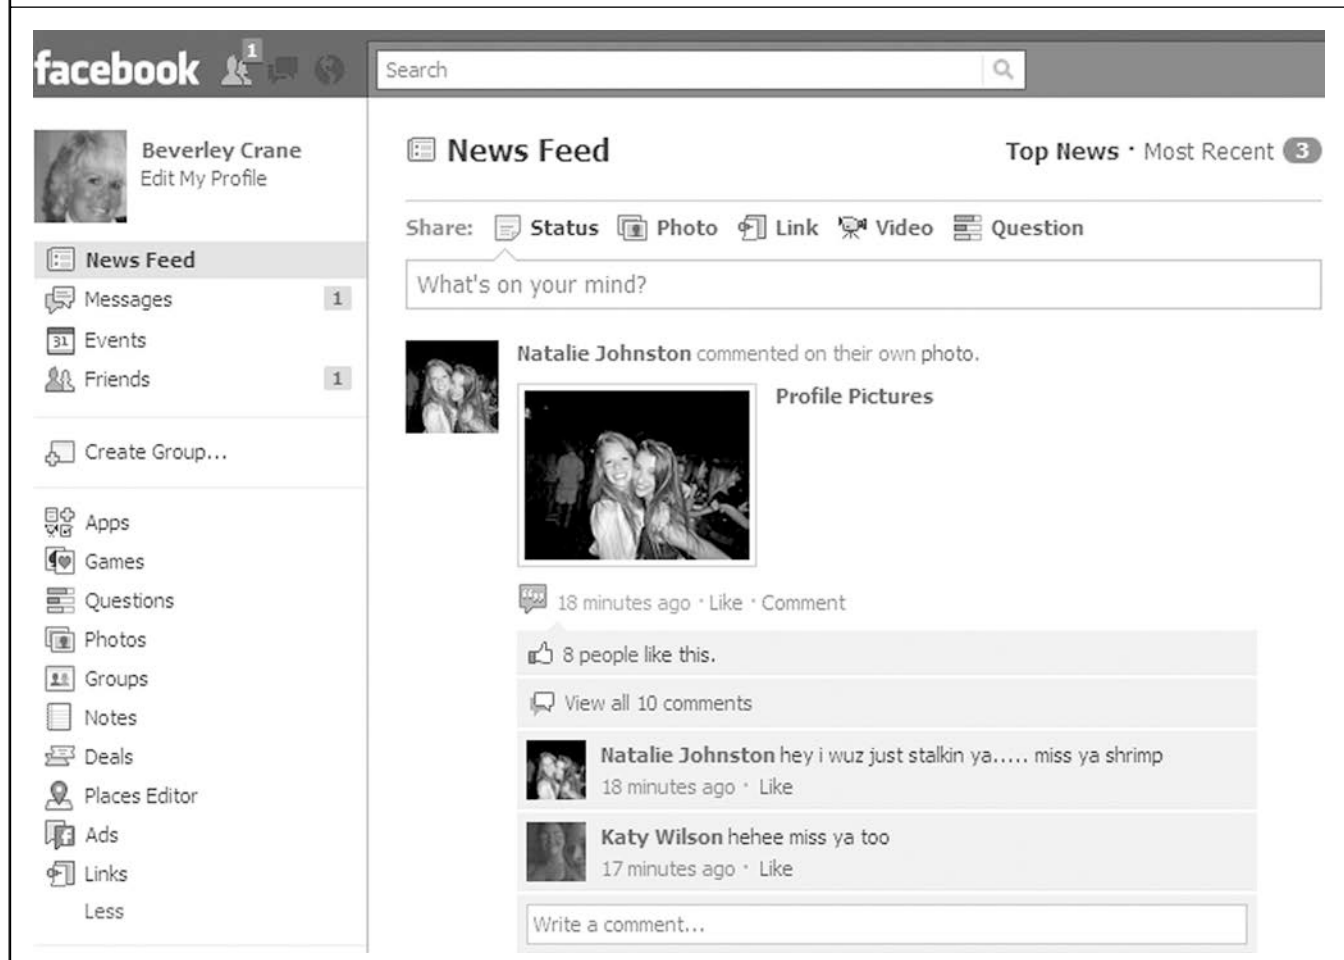 facebook 1
Search
Beverley Crane
Edit My Profile
News Feed
Messages 1
31 Events
Friends 1
Create Group...
Apps
Games
Questions
Photos
Groups
Notes
Deals
Places Editor
Ads
Links
Less
News Feed
Top News · Most Recent 3
Share: Status Photo Link Video Question
What's on your mind?
Natalie Johnston commented on their own photo.
Profile Pictures
18 minutes ago · Like · Comment
8 people like this.
View all 10 comments
Natalie Johnston hey i wuz just stalkin ya..... miss ya shrimp
18 minutes ago · Like
Katy Wilson hehee miss ya too
17 minutes ago · Like
Write a comment...